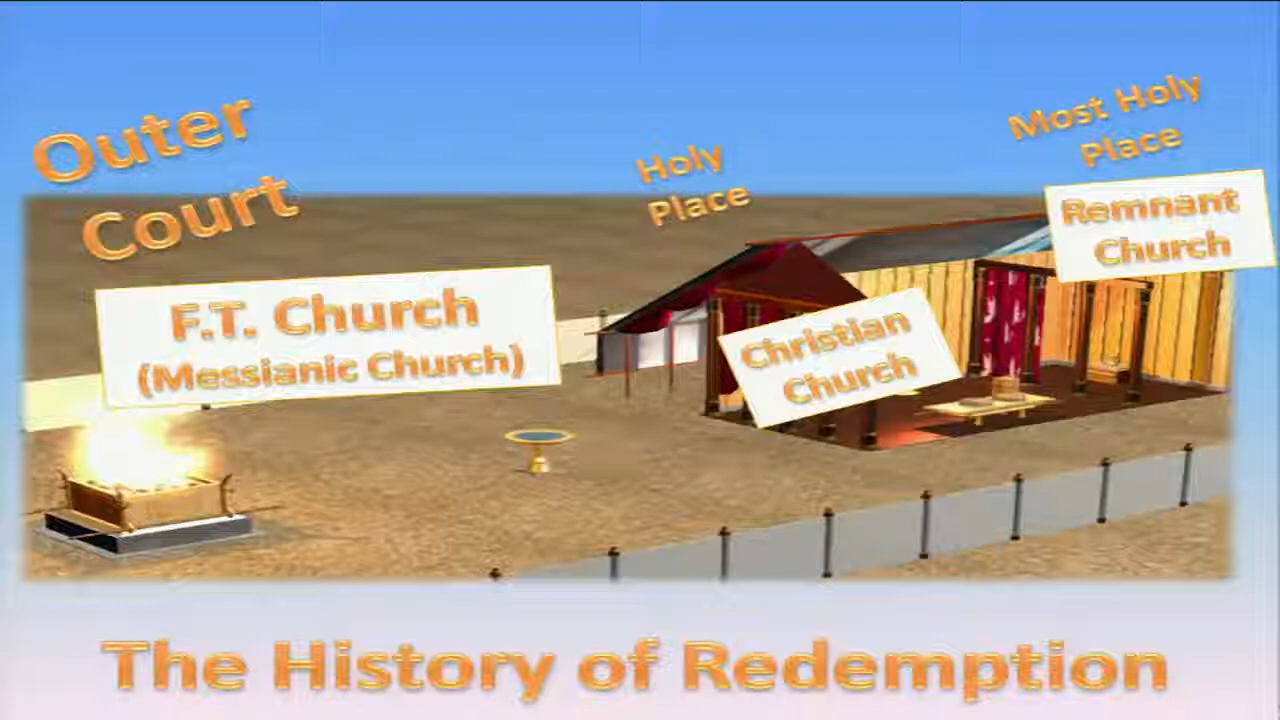 Outer
Court
Holy
Place
Most Holy
Place
F.T. Church
(Messianic Church)
Christian
Church
Remnant
Church
The History of Redemption